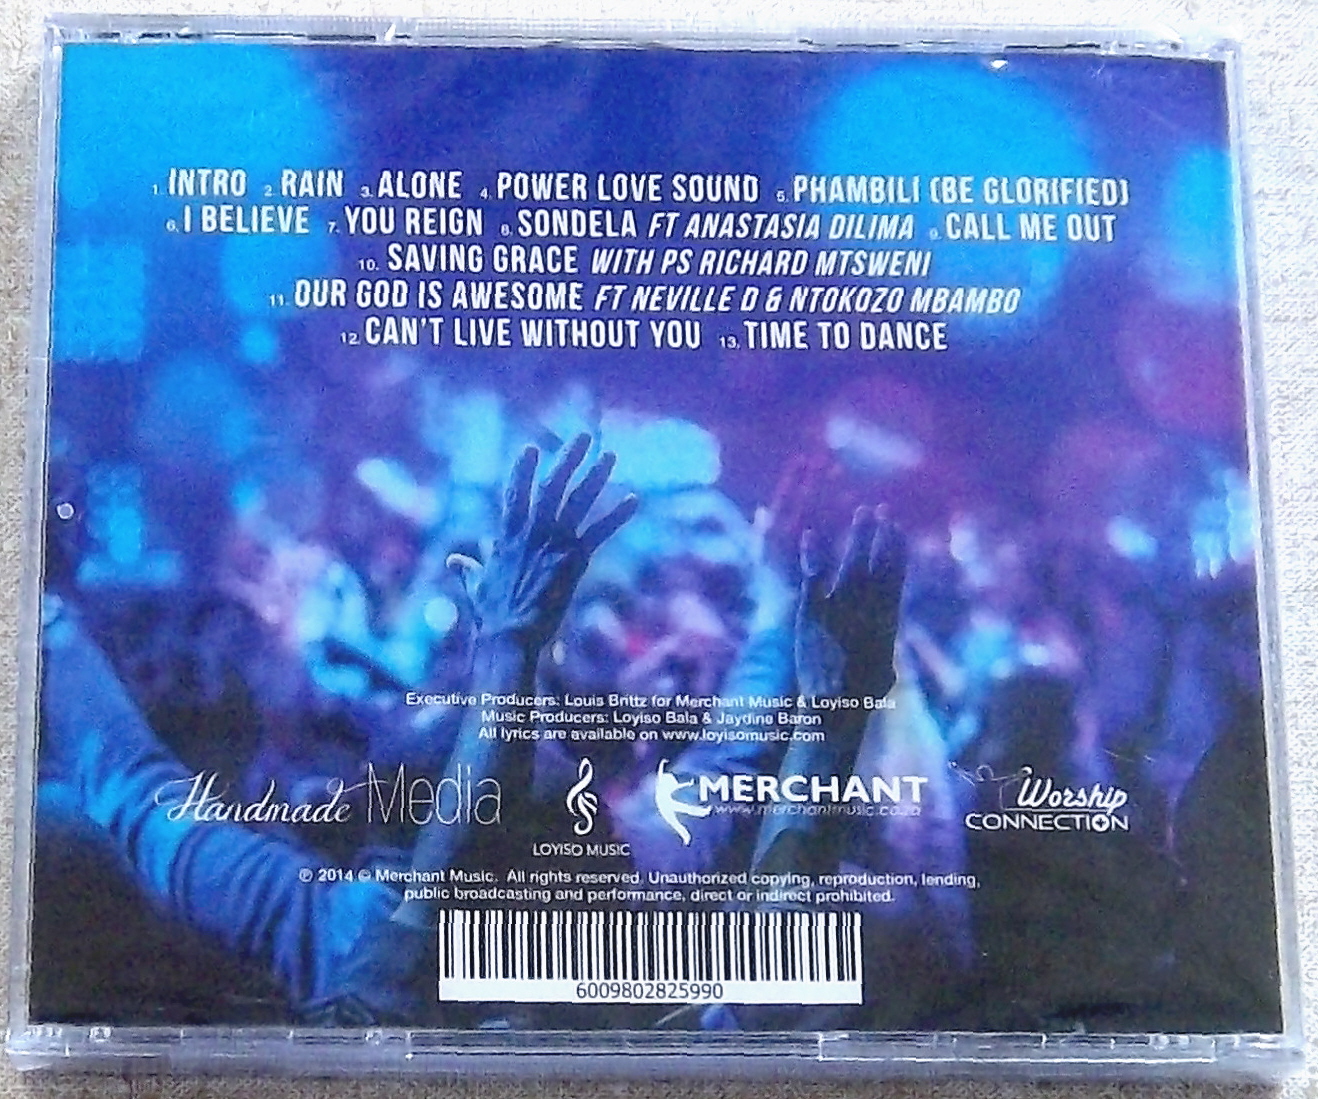 1. INTRO 2. RAIN 3. ALONE 4. POWER LOVE SOUND 5. PHAMBILI (BE GLORIFIED)
6. I BELIEVE 7. YOU REIGN 8. SONDELA FT ANASTASIA DILIMA 9. CALL ME OUT
10. SAVING GRACE WITH PS RICHARD MTSWENI
11. OUR GOD IS AWESOME FT NEVILLE D & NTOKOZO MBAMBO
12. CAN'T LIVE WITHOUT YOU 13. TIME TO DANCE
Executive Producers: Louis Brittz for Merchant Music & Loyiso Bala
Music Producers: Loyiso Bala & Jaydine Baron
All lyrics are available on www.loyisomusic.com
Handmade Media
LOYISO MUSIC
MERCHANT
www.merchantmusic.co.za
Worship
CONNECTION
℗ 2014 © Merchant Music. All rights reserved. Unauthorized copying, reproduction, lending,
public broadcasting and performance, direct or indirect prohibited.
6009802825990